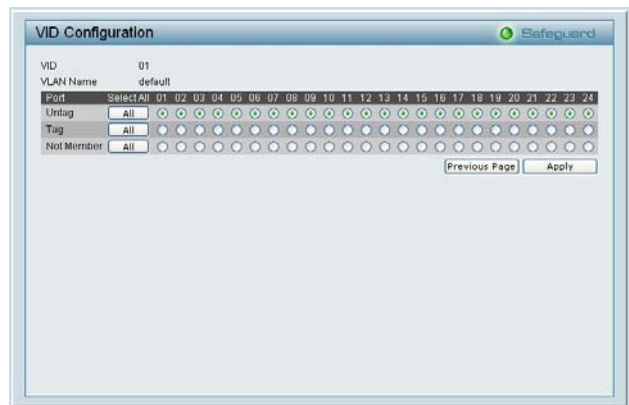 VID Configuration
Safeguard
VID 01
VLAN Name default
Port Select All 01 02 03 04 05 06 07 08 09 10 11 12 13 14 15 16 17 18 19 20 21 22 23 24
Untag All
Tag All
Not Member All
Previous Page Apply